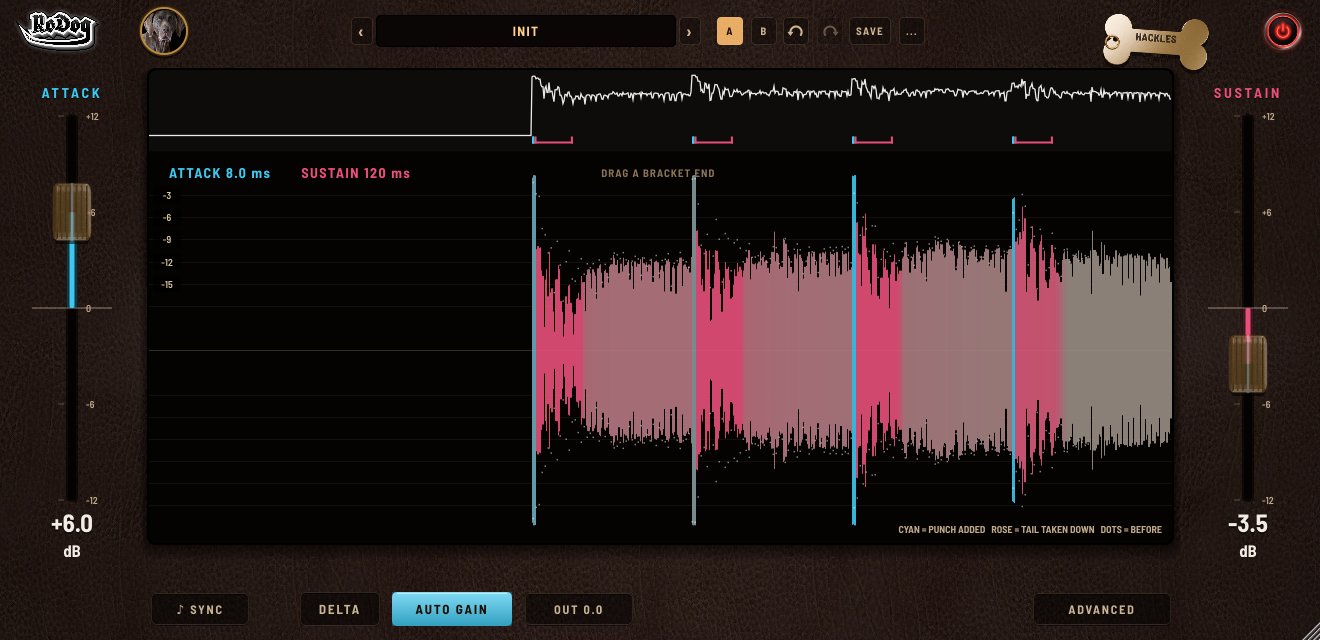 RoDog
‹ INIT › A B SAVE ...
HACKLES
ATTACK
SUSTAIN
+12
+12
ATTACK 8.0 ms SUSTAIN 120 ms DRAG A BRACKET END
-3
-6
-9
-12
-15
+6
0
0
-6
-6
-12
-12
+6.0
dB
-3.5
dB
CYAN = PUNCH ADDED ROSE = TAIL TAKEN DOWN DOTS = BEFORE
♪ SYNC DELTA AUTO GAIN OUT 0.0 ADVANCED